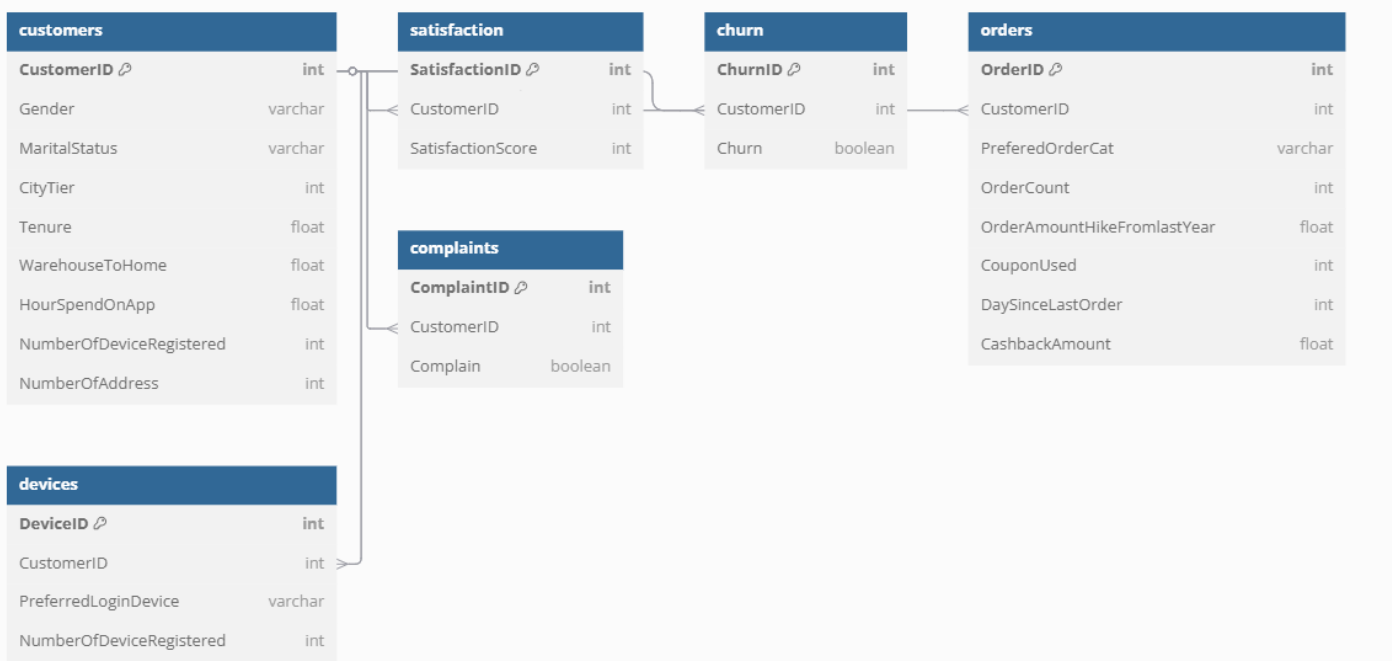 customers
CustomerID int
Gender varchar
MaritalStatus varchar
CityTier int
Tenure float
WarehouseToHome float
HourSpendOnApp float
NumberOfDeviceRegistered int
NumberOfAddress int
satisfaction
SatisfactionID int
CustomerID int
SatisfactionScore int
churn
ChurnID int
CustomerID int
Churn boolean
orders
OrderID int
CustomerID int
PreferedOrderCat varchar
OrderCount int
OrderAmountHikeFromlastYear float
CouponUsed int
DaySinceLastOrder int
CashbackAmount float
complaints
ComplaintID int
CustomerID int
Complain boolean
devices
DeviceID int
CustomerID int
PreferredLoginDevice varchar
NumberOfDeviceRegistered int